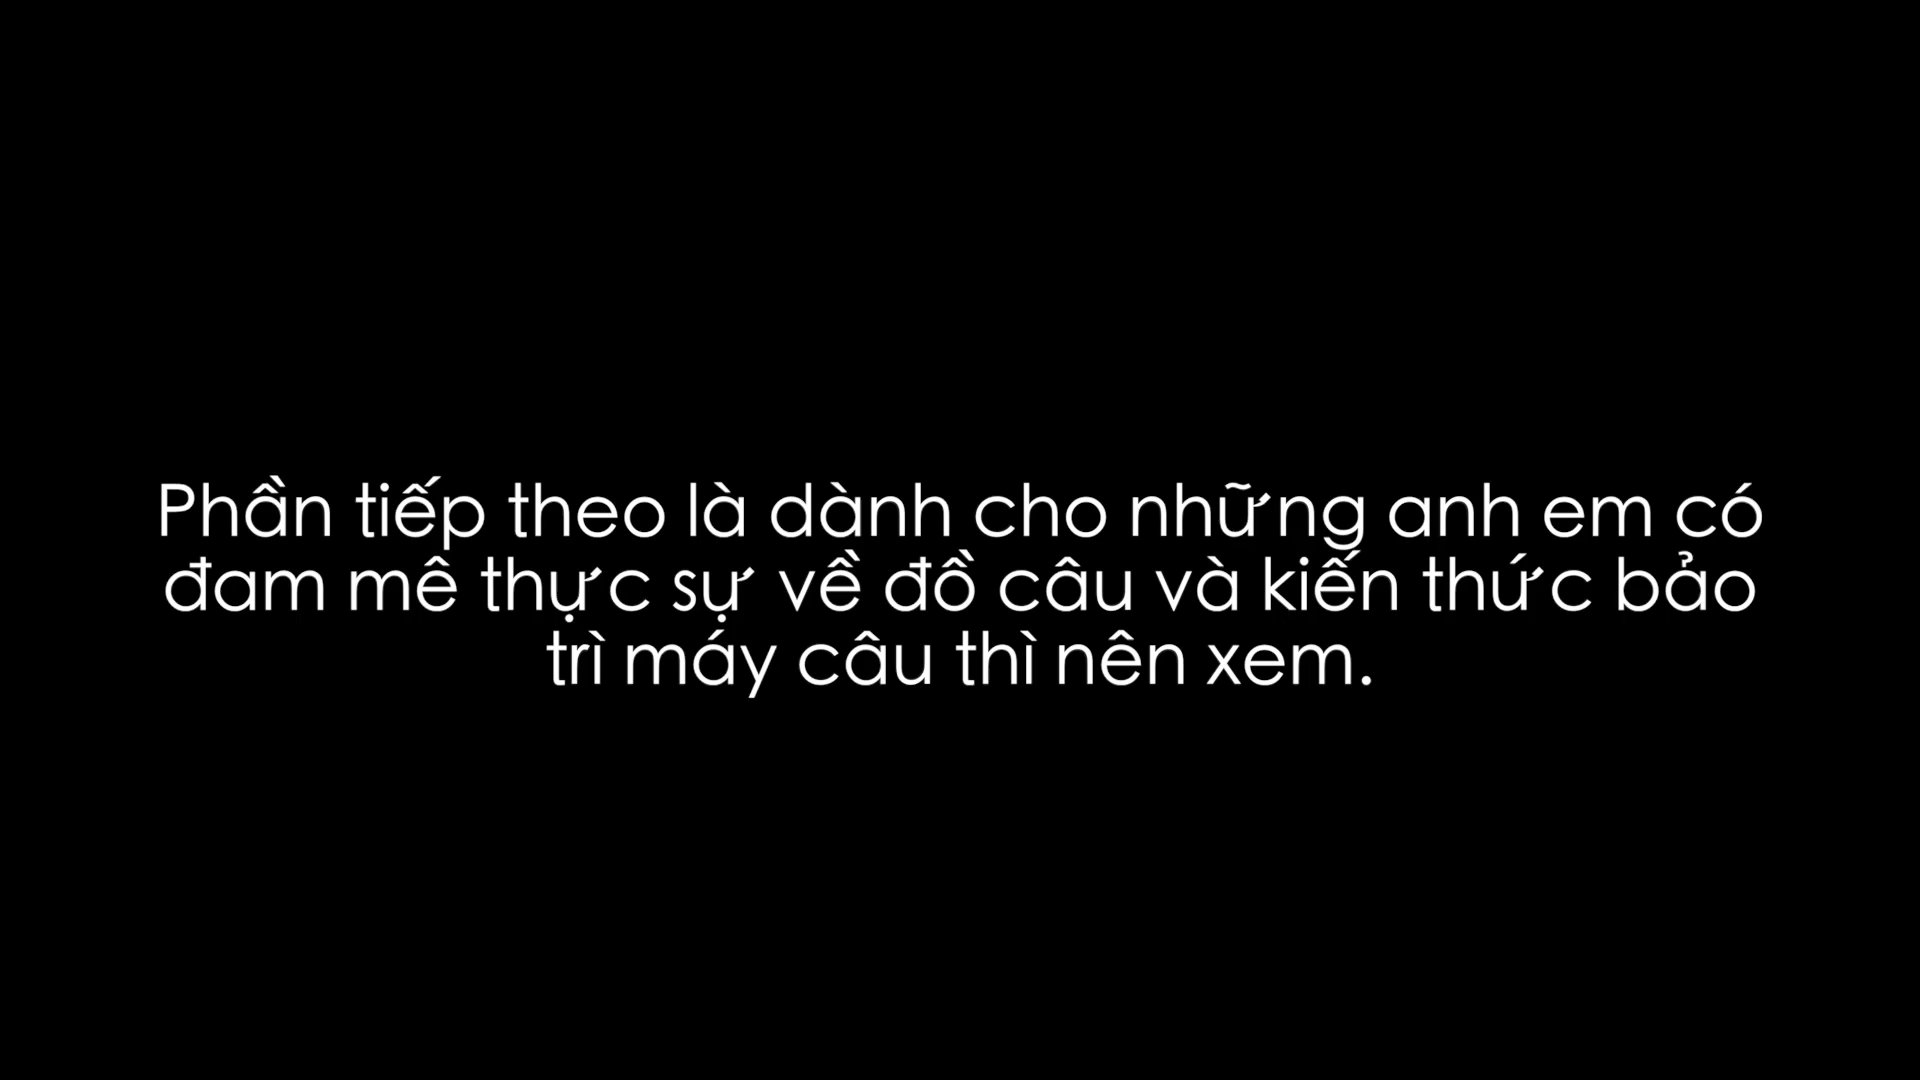 Phần tiếp theo là dành cho những anh em có
đam mê thực sự về đồ câu và kiến thức bảo
trì máy câu thì nên xem.